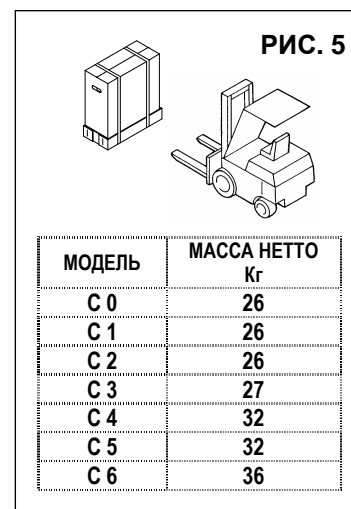 РИС. 5
МОДЕЛЬ МАССА НЕТТО
Кг
С 0 26
С 1 26
С 2 26
С 3 27
С 4 32
С 5 32
С 6 36